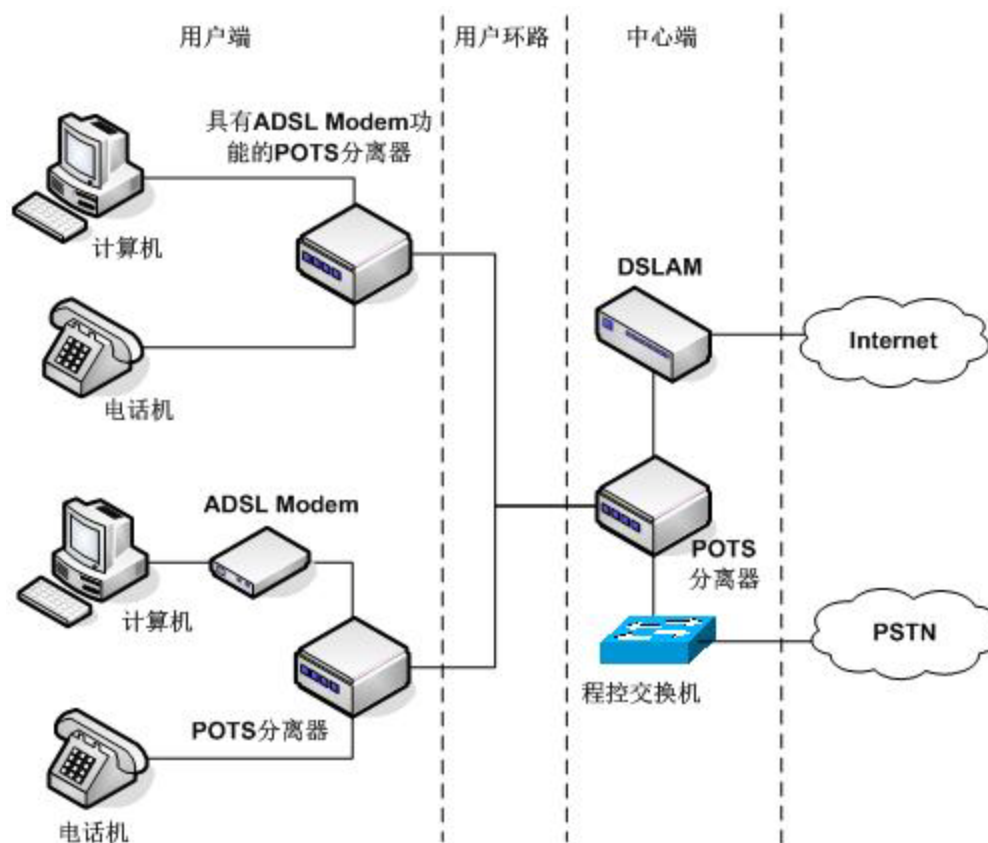 用户端
用户环路
中心端
具有ADSL Modem功
能的POTS分离器
计算机
DSLAM
Internet
电话机
ADSL Modem
POTS
分离器
计算机
PSTN
程控交换机
POTS分离器
电话机